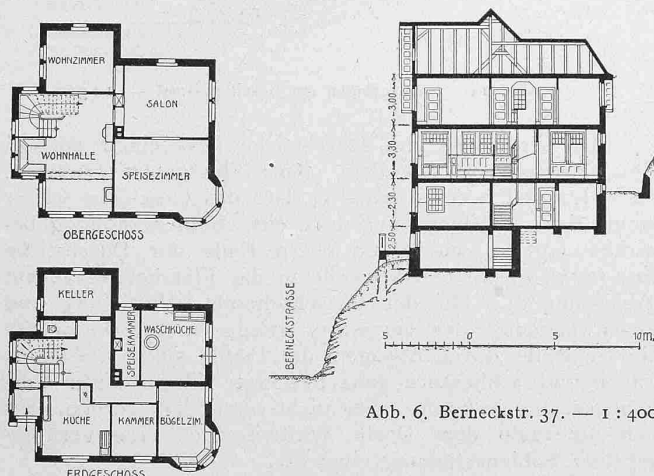 WOHNZIMMER
SALON
WOHNHALLE
SPEISEZIMMER
OBERGESCHOSS
KELLER
SPEISEKAMMER
WASCHKÜCHE
KÜCHE
KAMMER
BÜGELZIM.
ERDGESCHOSS
3,00
3,30
2,30
2,50
BERNECKSTRASSE
5 0 5 10 m.
Abb. 6. Berneckstr. 37. — 1 : 400